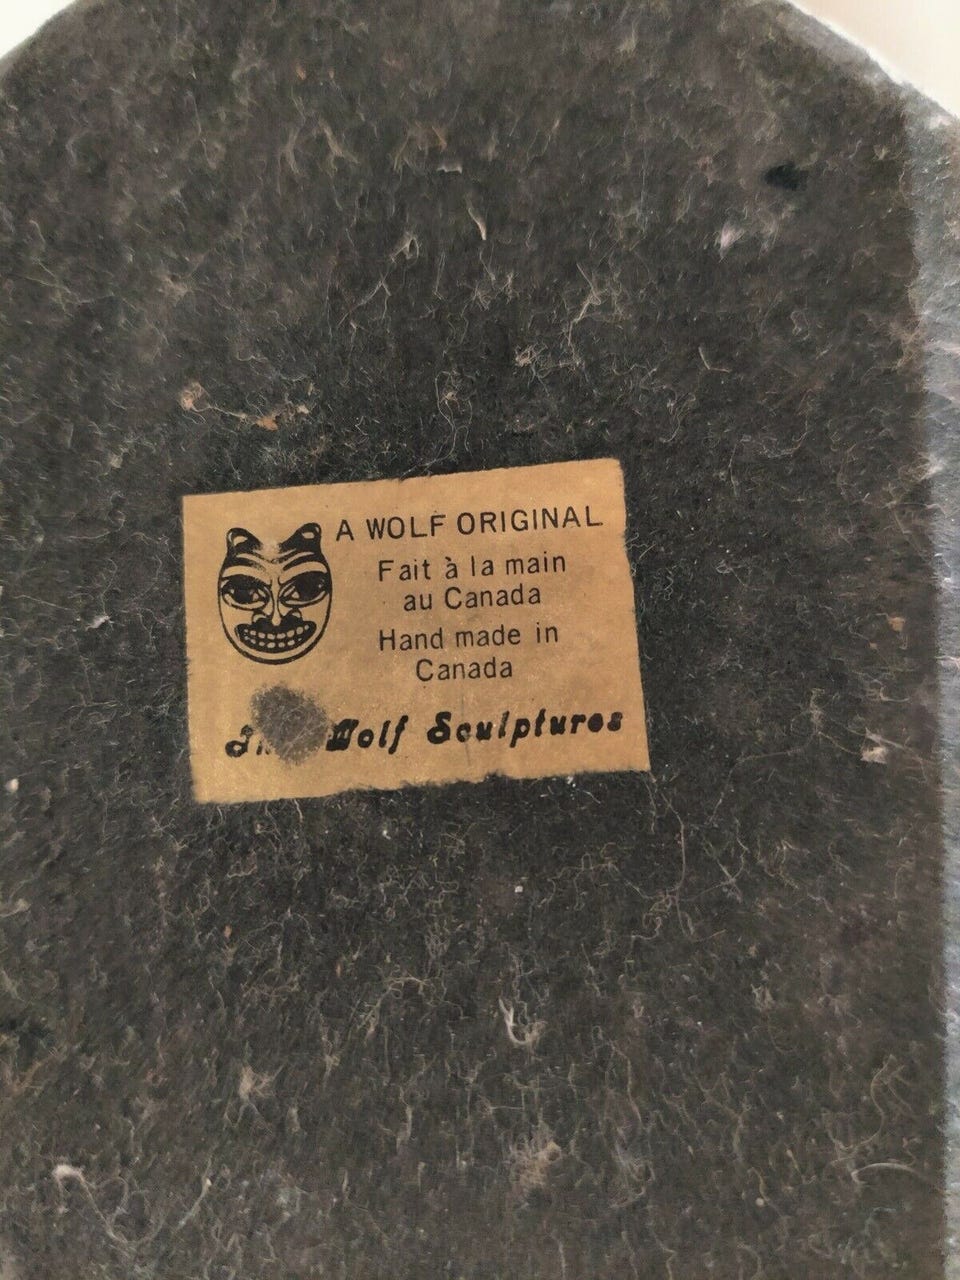 A WOLF ORIGINAL
Fait à la main
au Canada
Hand made in
Canada
Wolf Sculptures